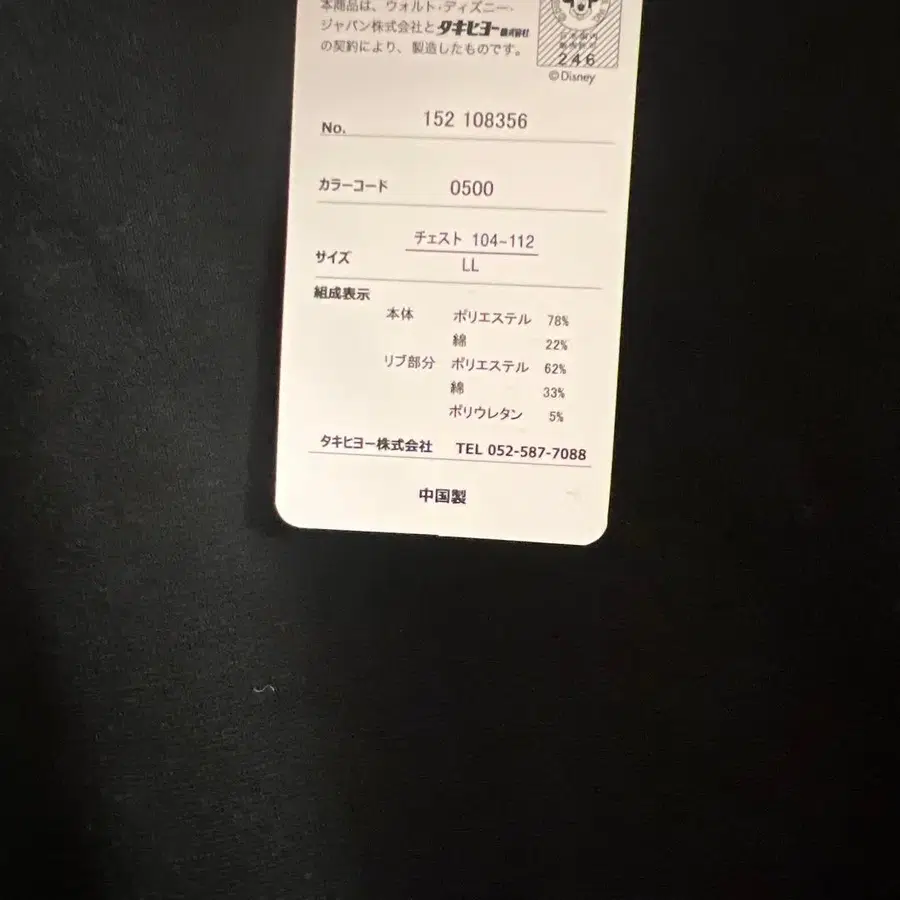 本商品は、ウォルト・ディズニー・
ジャパン株式会社とタキヒヨー株式会社
の契約により、製造したものです。
246
©Disney
No. 152 108356
カラーコード 0500
サイズ チェスト 104~112
LL
組成表示
本体 ポリエステル 78%
綿 22%
リブ部分 ポリエステル 62%
綿 33%
ポリウレタン 5%
タキヒヨー株式会社 TEL 052-587-7088
中国製